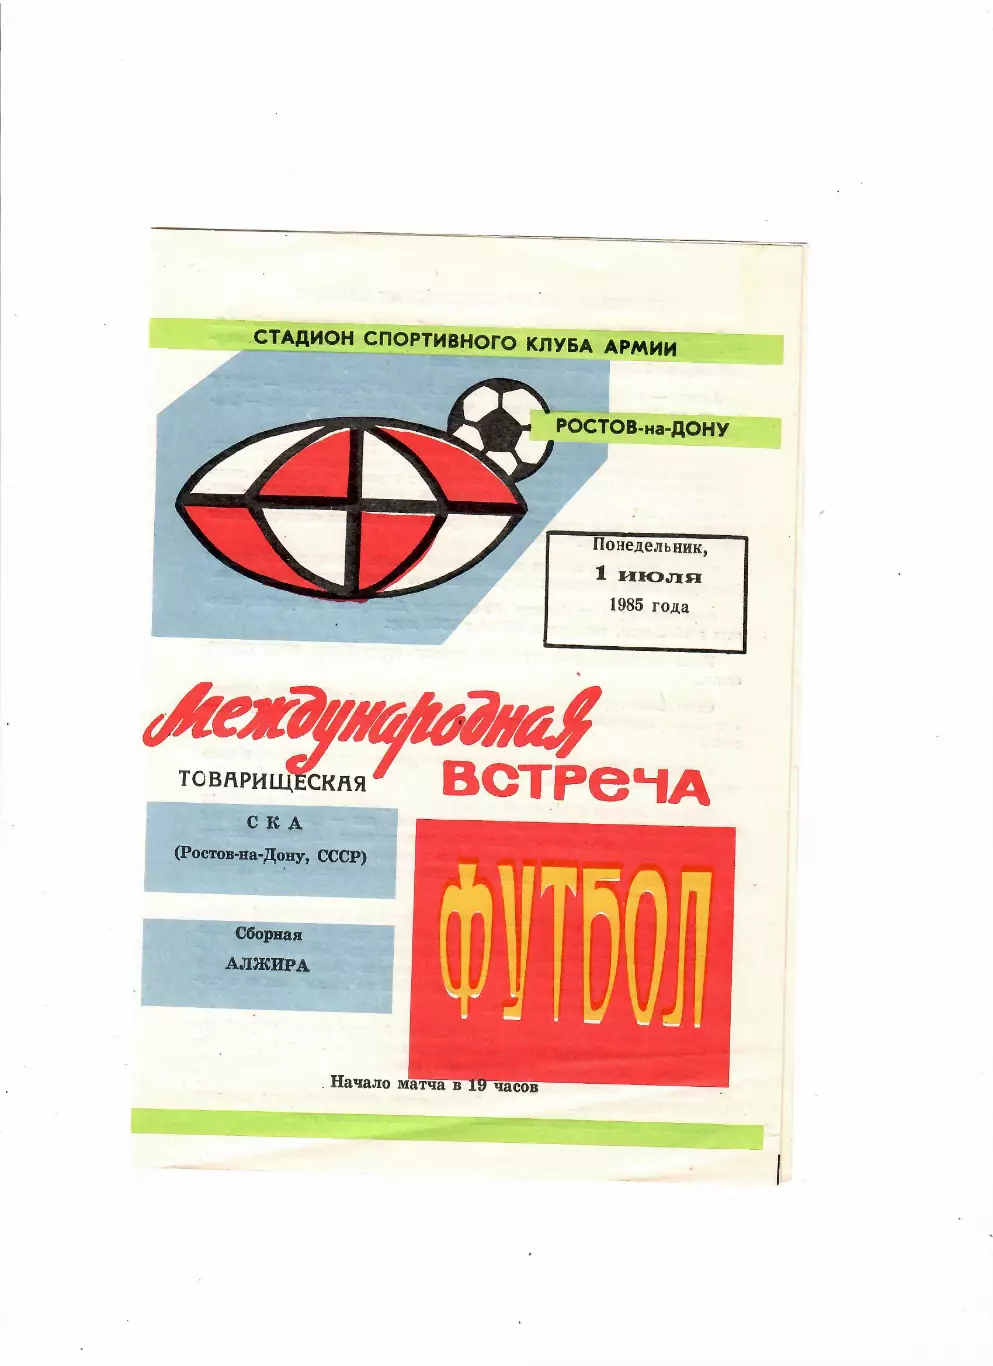 СТАДИОН СПОРТИВНОГО КЛУБА АРМИИ
РОСТОВ-на-ДОНУ
Понедельник,
1 июля
1985 года
Международная
ТОВАРИЩЕСКАЯ
ВСТРЕЧА
СКА
(Ростов-на-Дону, СССР)
Сборная
АЛЖИРА
ФУТБОЛ
Начало матча в 19 часов